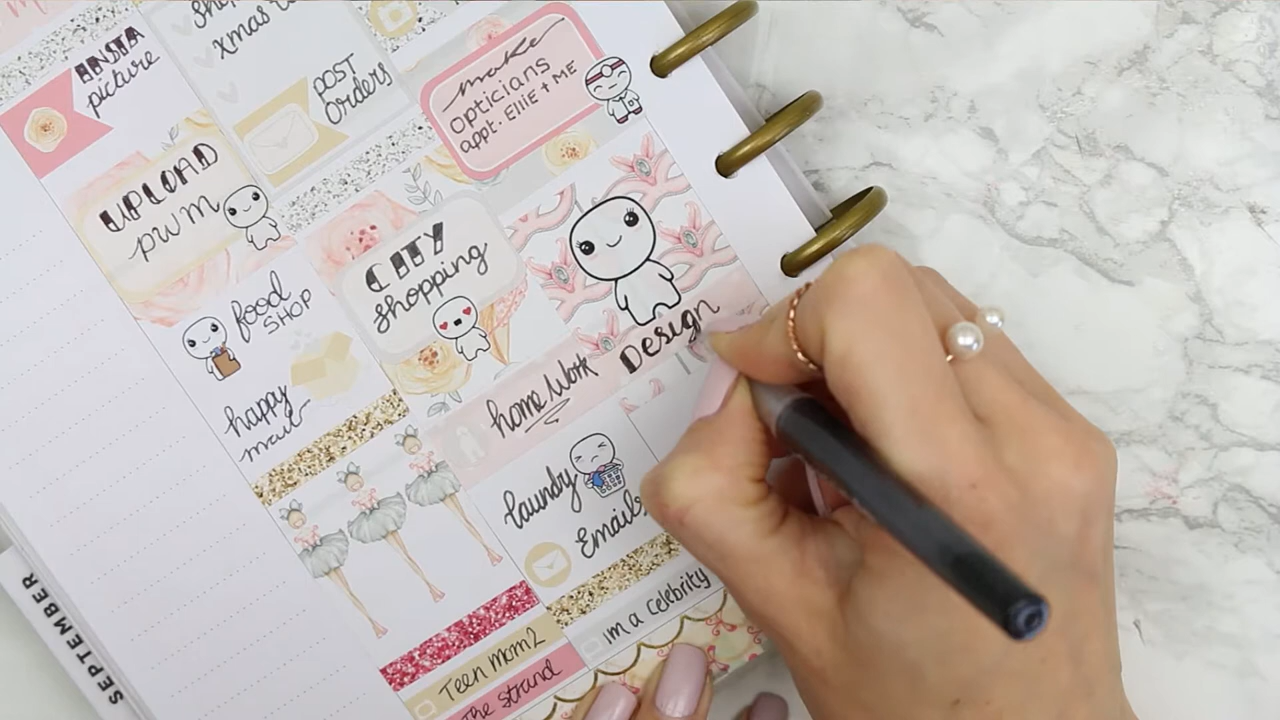 INSTA
picture
xmas
POST
Orders
make
opticians
appt. ELLIE + ME
UPLOAD
pwm
CITY
shopping
food
SHOP
happy
mail
home Work
Design
laundy
Emails
Teen Mom2
The Strand
im a Celebrity
SEPTEMBER